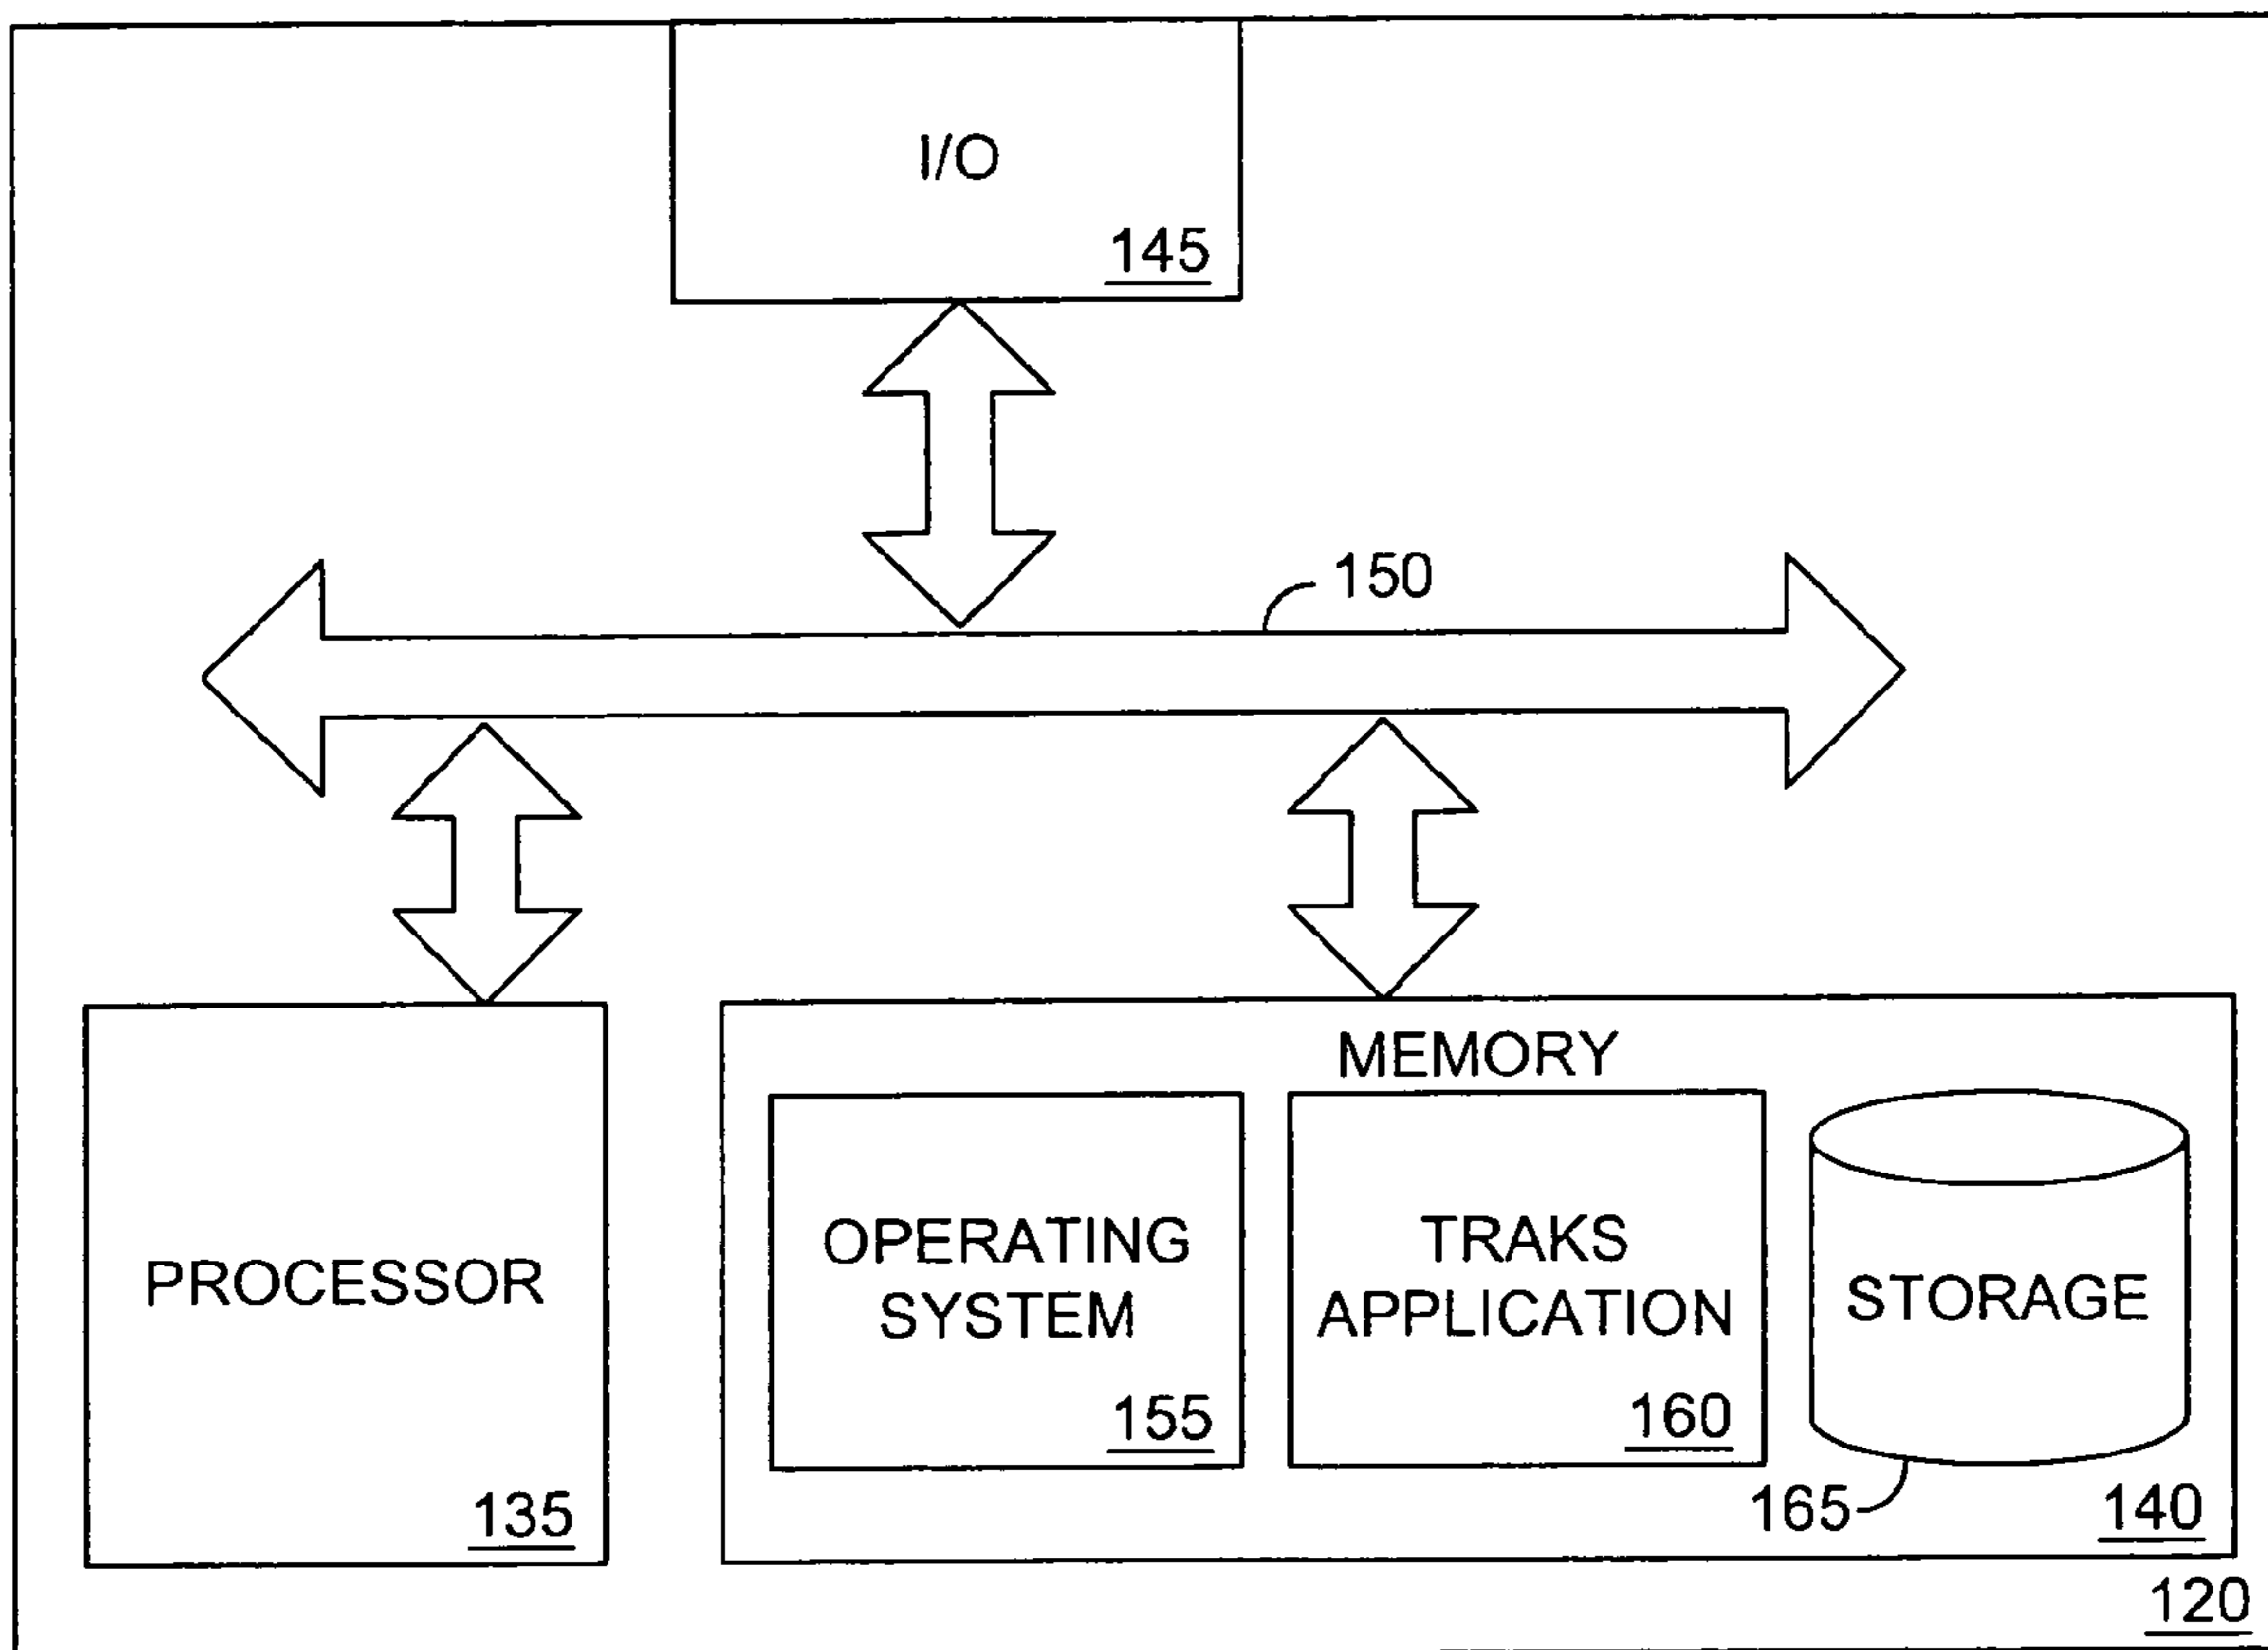 I/O
145
150
MEMORY
PROCESSOR
135
OPERATING
SYSTEM
155
TRAKS
APPLICATION
160
STORAGE
165
140
120